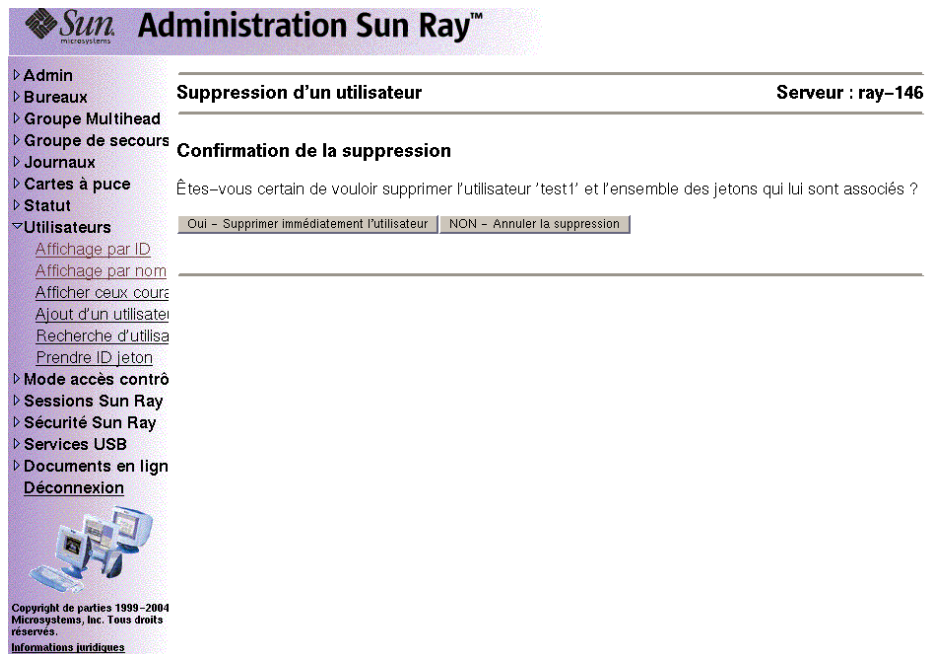 Sun
microsystems
Administration Sun Ray™
Admin
Bureaux
Groupe Multihead
Groupe de secours
Journaux
Cartes à puce
Statut
Utilisateurs
Affichage par ID
Affichage par nom
Afficher ceux coura
Ajout d'un utilisateu
Recherche d'utilisa
Prendre ID jeton
Mode accès contrô
Sessions Sun Ray
Sécurité Sun Ray
Services USB
Documents en lign
Déconnexion
Copyright de parties 1999–2004
Microsystems, Inc. Tous droits
réservés.
Informations juridiques
Suppression d'un utilisateur
Serveur : ray–146
Confirmation de la suppression
Êtes–vous certain de vouloir supprimer l'utilisateur 'test1' et l'ensemble des jetons qui lui sont associés ?
Oui – Supprimer immédiatement l'utilisateur
NON – Annuler la suppression